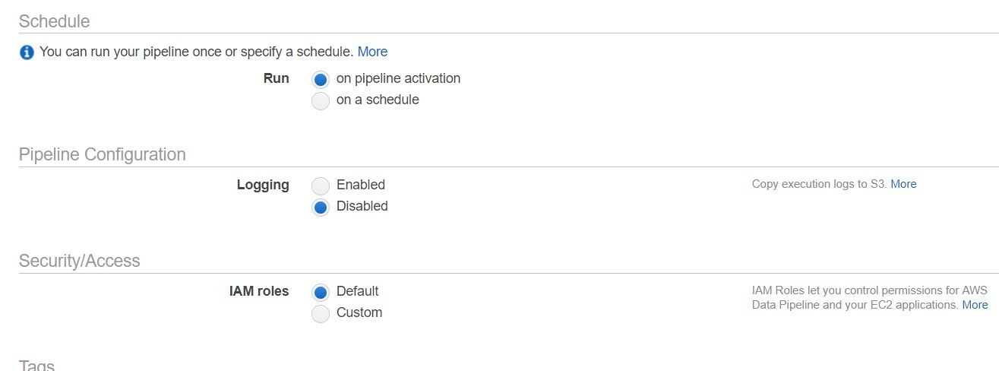 Schedule
You can run your pipeline once or specify a schedule. More
Run on pipeline activation
on a schedule
Pipeline Configuration
Logging Enabled Copy execution logs to S3. More
Disabled
Security/Access
IAM roles Default IAM Roles let you control permissions for AWS
Data Pipeline and your EC2 applications. More
Custom
Tags